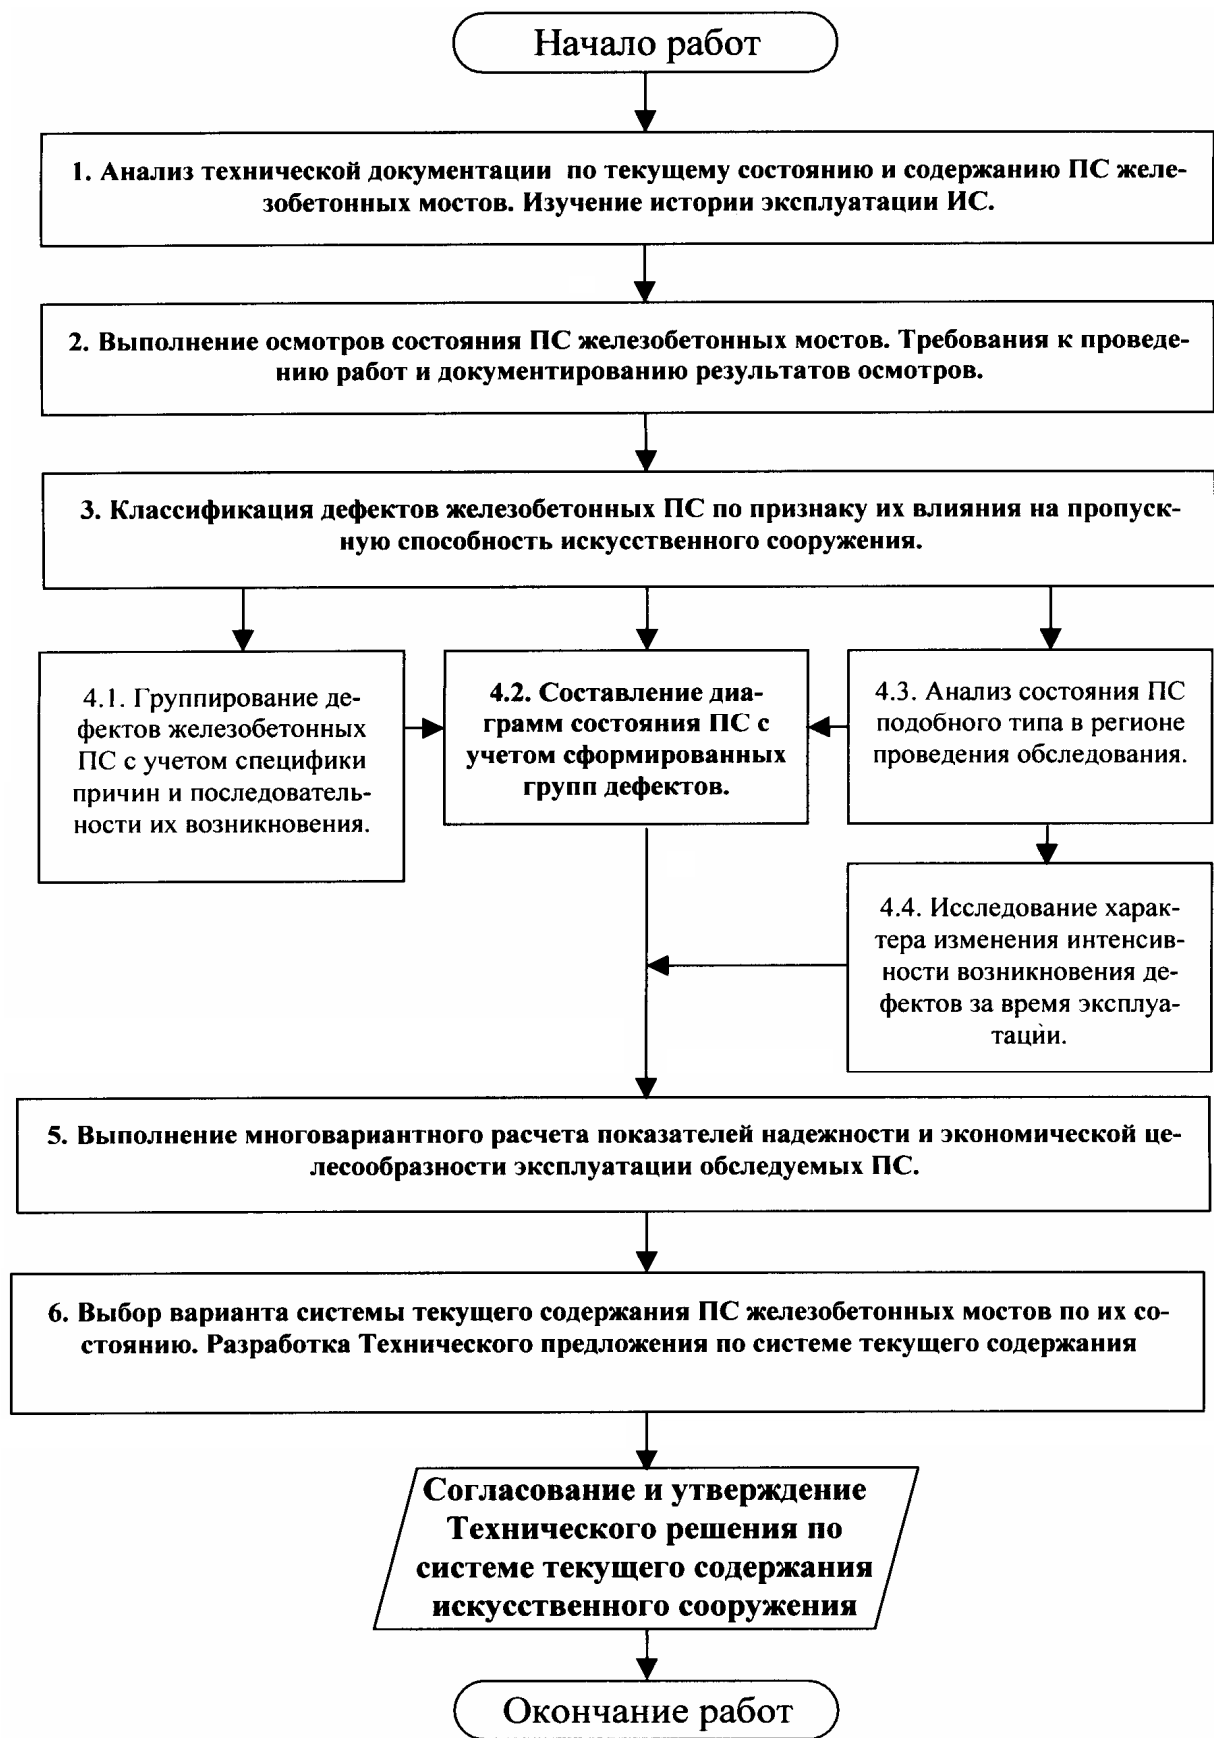 Начало работ
1. Анализ технической документации по текущему состоянию и содержанию ПС желе-
зобетонных мостов. Изучение истории эксплуатации ИС.
2. Выполнение осмотров состояния ПС железобетонных мостов. Требования к проведе-
нию работ и документированию результатов осмотров.
3. Классификация дефектов железобетонных ПС по признаку их влияния на пропуск-
ную способность искусственного сооружения.
4.1. Группирование де-
фектов железобетонных
ПС с учетом специфики
причин и последователь-
ности их возникновения.
4.2. Составление диа-
грамм состояния ПС с
учетом сформированных
групп дефектов.
4.3. Анализ состояния ПС
подобного типа в регионе
проведения обследования.
4.4. Исследование харак-
тера изменения интенсив-
ности возникновения де-
фектов за время эксплуа-
тации.
5. Выполнение многовариантного расчета показателей надежности и экономической це-
лесообразности эксплуатации обследуемых ПС.
6. Выбор варианта системы текущего содержания ПС железобетонных мостов по их со-
стоянию. Разработка Технического предложения по системе текущего содержания
Согласование и утверждение
Технического решения по
системе текущего содержания
искусственного сооружения
Окончание работ